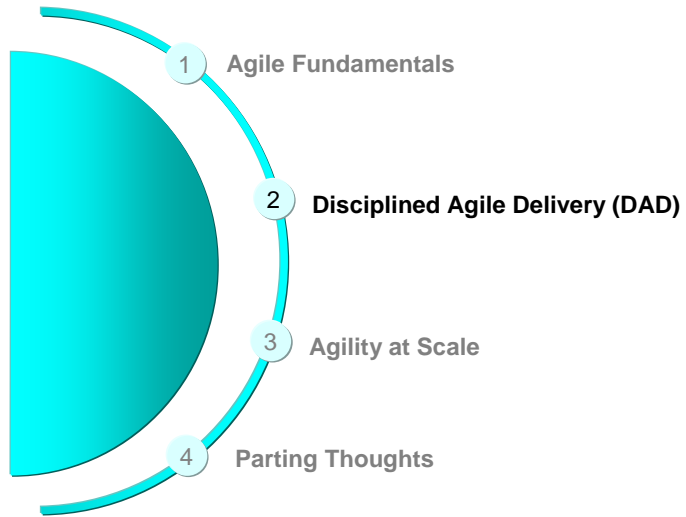 1 Agile Fundamentals
2 Disciplined Agile Delivery (DAD)
3 Agility at Scale
4 Parting Thoughts